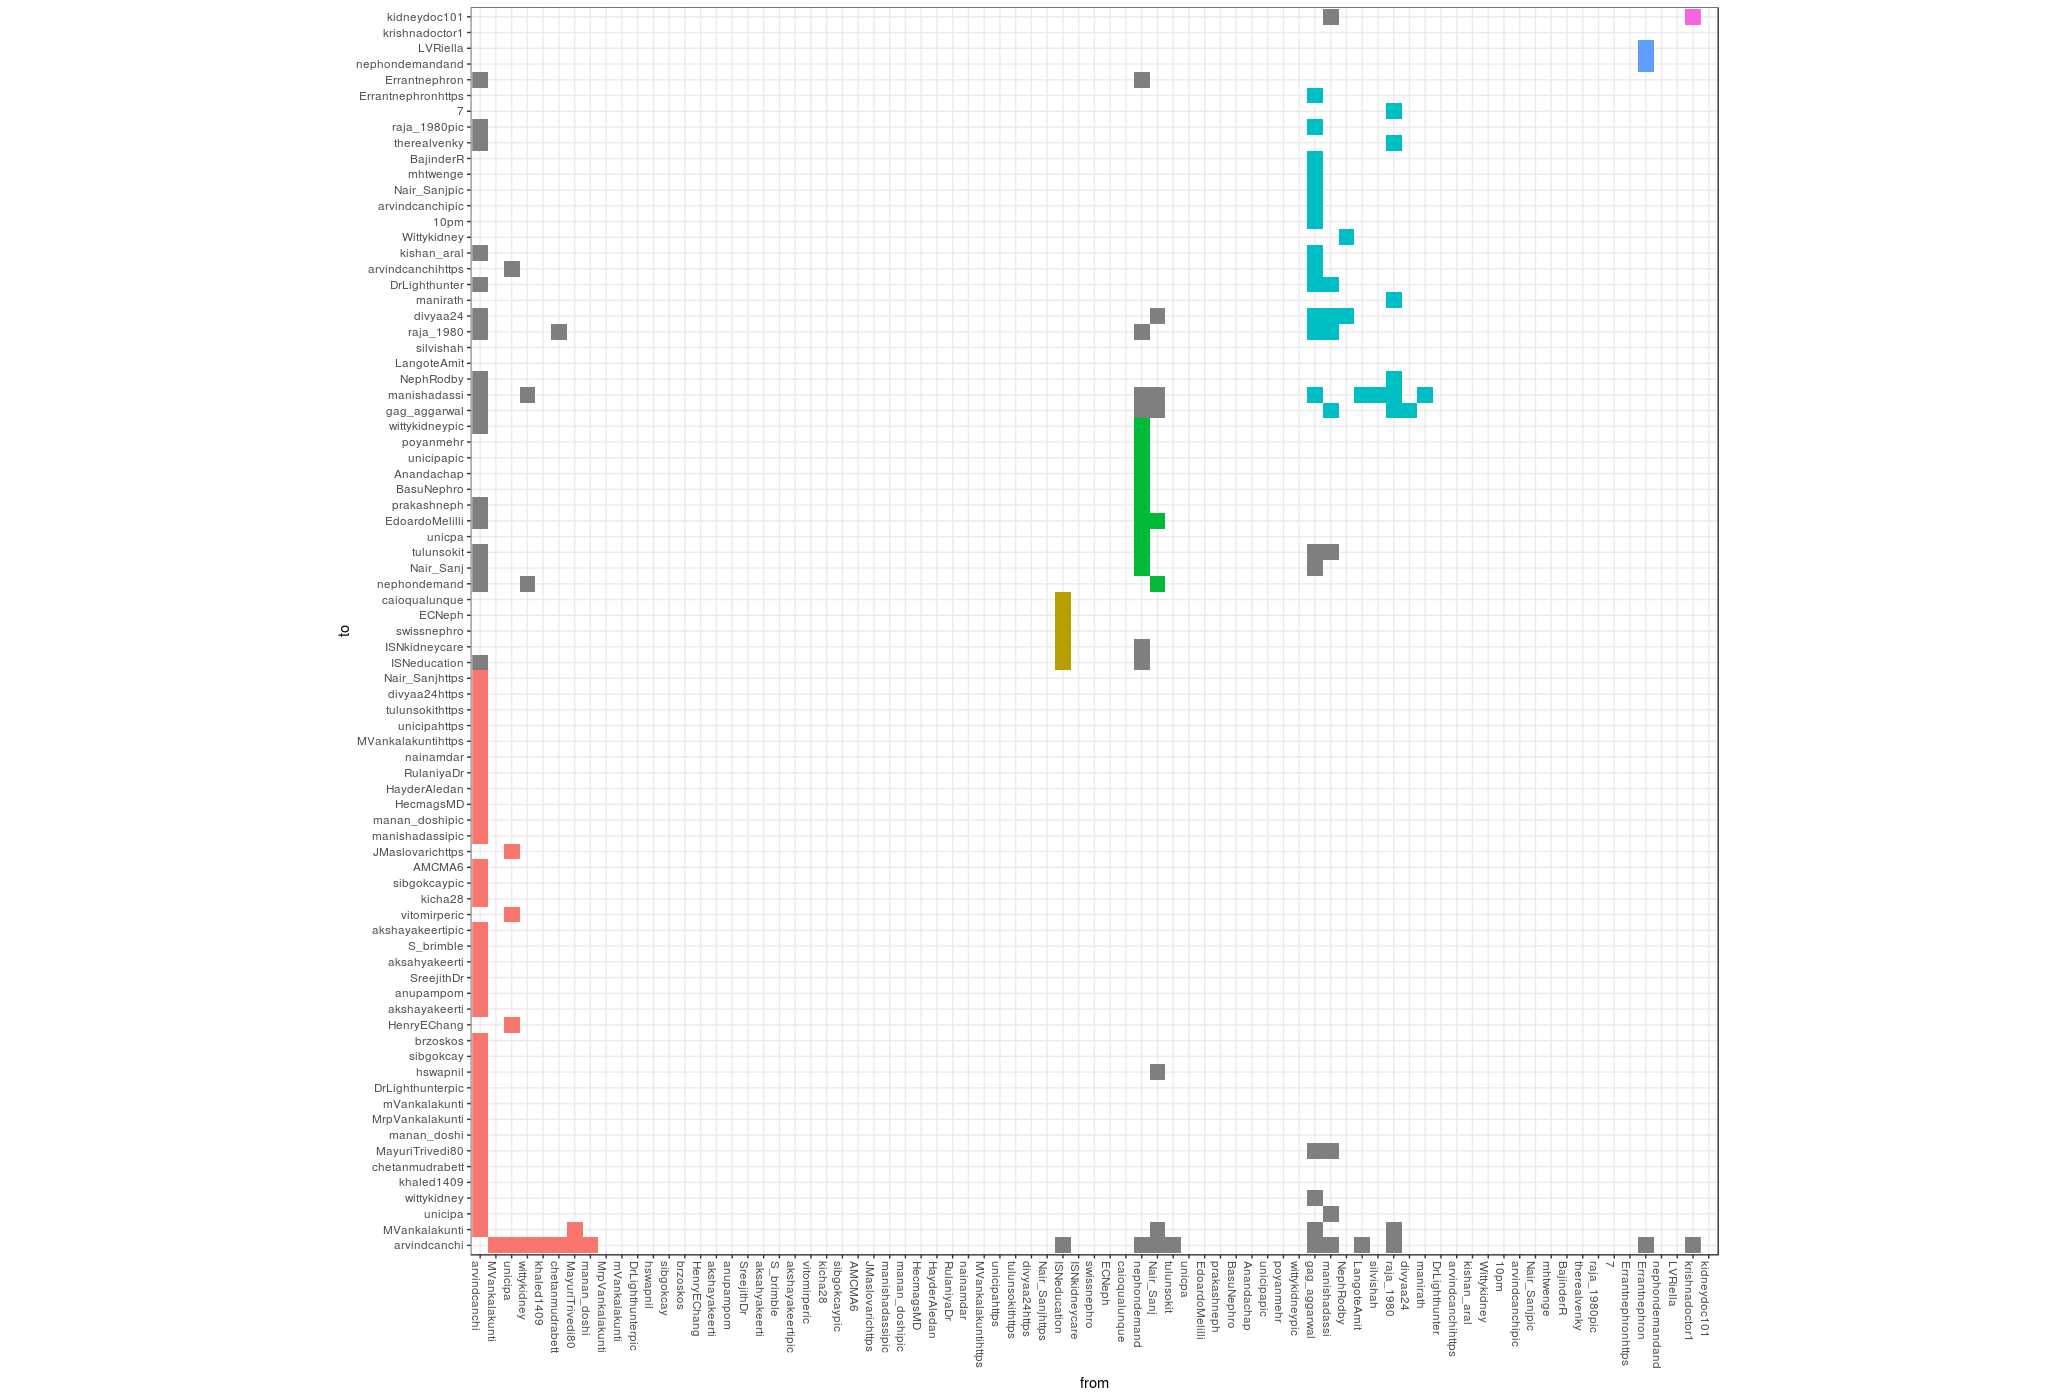 kidneydoc101
krishnadoctor1
LVRiella
nephondemandand
Errantnephron
Errantnephronhttps
7
raja_1980pic
therealvenky
BajinderR
mhtwenge
Nair_Sanjpic
arvindcanchipic
10pm
Wittykidney
kishan_aral
arvindcanchihttps
DrLighthunter
manirath
divyaa24
raja_1980
silvishah
LangoteAmit
NephRodby
manishadassi
gag_aggarwal
wittykidneypic
poyanmehr
unicipapic
Anandachap
BasuNephro
prakashneph
EdoardoMelilli
unicpa
tulunsokit
Nair_Sanj
nephondemand
caioqualunque
ECNeph
swissnephro
ISNkidneycare
ISNeducation
Nair_Sanjhttps
divyaa24https
tulunsokithttps
unicipahttps
MVankalakuntihttps
nainamdar
RulaniyaDr
HayderAledan
HecmagsMD
manan_doshipic
manishadassipic
JMaslovarichttps
AMCMA6
sibgokcaypic
kicha28
vitomirperic
akshayakeertipic
S_brimble
aksahyakeerti
SreejithDr
anupampom
akshayakeerti
HenryEChang
brzoskos
sibgokcay
hswapnil
DrLighthunterpic
mVankalakunti
MrpVankalakunti
manan_doshi
MayuriTrivedi80
chetanmudrabett
khaled1409
wittykidney
unicipa
MVankalakunti
arvindcanchi
to
arvindcanchi
MVankalakunti
unicipa
wittykidney
khaled1409
chetanmudrabett
MayuriTrivedi80
manan_doshi
MrpVankalakunti
mVankalakunti
DrLighthunterpic
hswapnil
sibgokcay
brzoskos
HenryEChang
akshayakeerti
anupampom
SreejithDr
aksahyakeerti
S_brimble
akshayakeertipic
vitomirperic
kicha28
sibgokcaypic
AMCMA6
JMaslovarichttps
manishadassipic
manan_doshipic
HecmagsMD
HayderAledan
RulaniyaDr
nainamdar
MVankalakuntihttps
unicipahttps
tulunsokithttps
divyaa24https
Nair_Sanjhttps
ISNeducation
ISNkidneycare
swissnephro
ECNeph
caioqualunque
nephondemand
Nair_Sanj
tulunsokit
unicpa
EdoardoMelilli
prakashneph
BasuNephro
Anandachap
unicipapic
poyanmehr
wittykidneypic
gag_aggarwal
manishadassi
NephRodby
LangoteAmit
silvishah
raja_1980
divyaa24
manirath
DrLighthunter
arvindcanchihttps
kishan_aral
Wittykidney
10pm
arvindcanchipic
Nair_Sanjpic
mhtwenge
BajinderR
therealvenky
raja_1980pic
7
Errantnephronhttps
Errantnephron
nephondemandand
LVRiella
krishnadoctor1
kidneydoc101
from